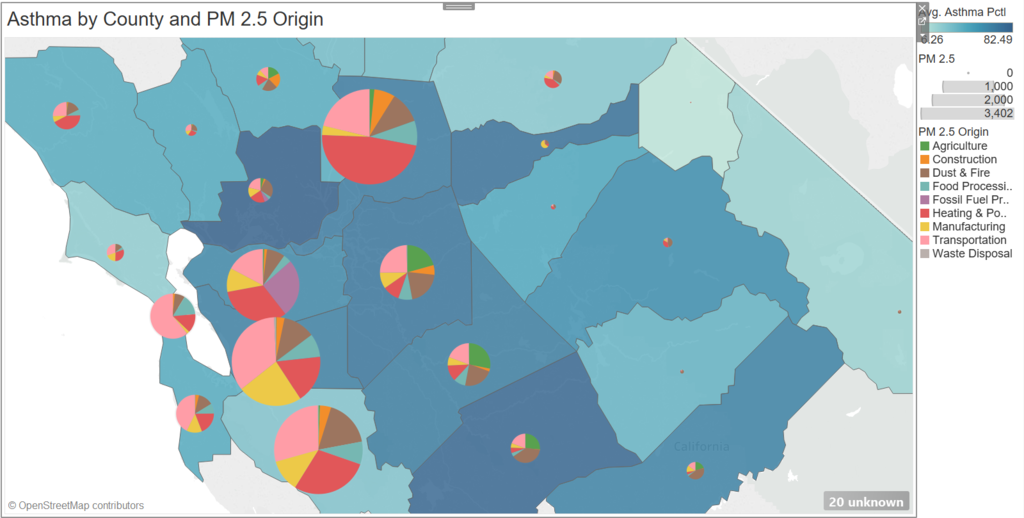 Asthma by County and PM 2.5 Origin
Avg. Asthma Pctl
6.26 82.49
PM 2.5
0
1,000
2,000
3,402
PM 2.5 Origin
Agriculture
Construction
Dust & Fire
Food Processi..
Fossil Fuel Pr..
Heating & Po..
Manufacturing
Transportation
Waste Disposal
California
© OpenStreetMap contributors
20 unknown